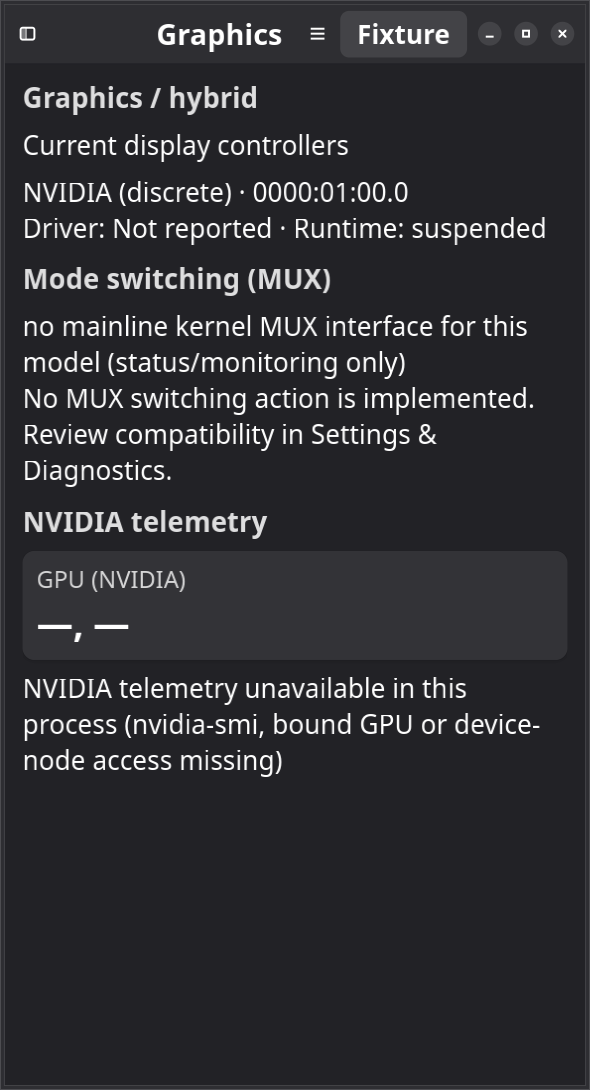 Graphics
Fixture
Graphics / hybrid
Current display controllers
NVIDIA (discrete) · 0000:01:00.0
Driver: Not reported · Runtime: suspended
Mode switching (MUX)
no mainline kernel MUX interface for this
model (status/monitoring only)
No MUX switching action is implemented.
Review compatibility in Settings &
Diagnostics.
NVIDIA telemetry
GPU (NVIDIA)
—, —
NVIDIA telemetry unavailable in this
process (nvidia-smi, bound GPU or device-
node access missing)